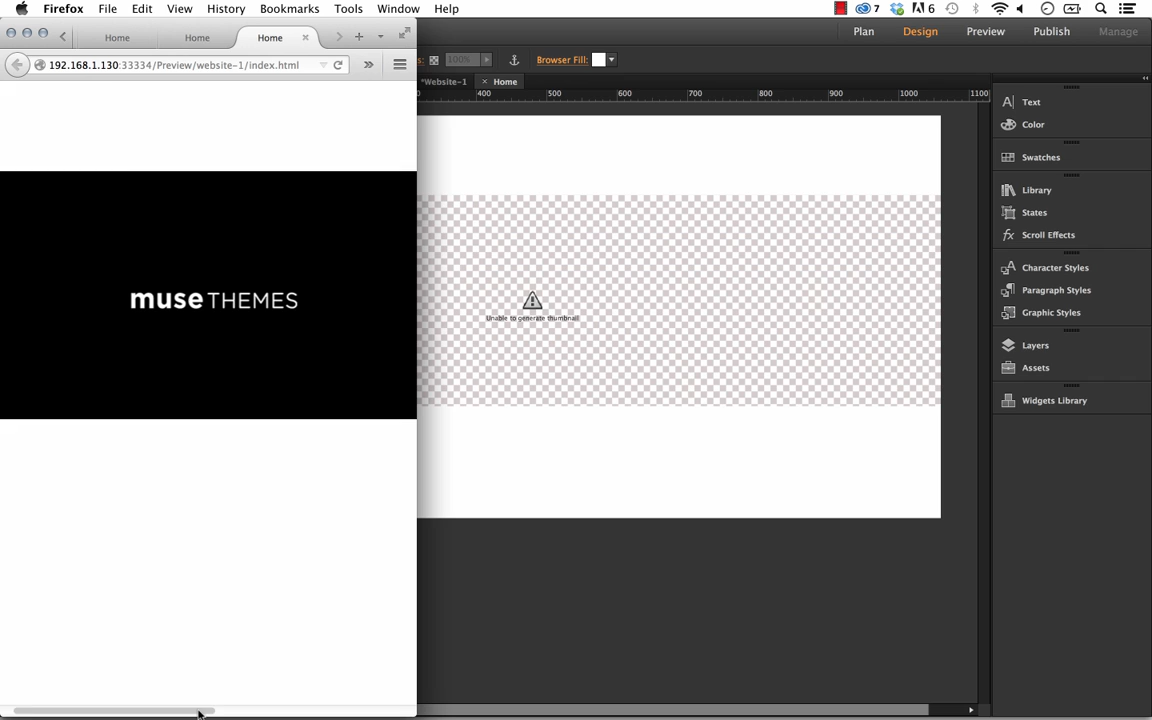 Firefox File Edit View History Bookmarks Tools Window Help 7 6
Home Home Home
192.168.1.130:33334/Preview/website-1/index.html
muse THEMES
Plan Design Preview Publish Manage
100% Browser Fill:
*Website-1 Home
400 500 600 700 800 900 1000 1100
Unable to generate thumbnail
Text
Color
Swatches
Library
States
Scroll Effects
Character Styles
Paragraph Styles
Graphic Styles
Layers
Assets
Widgets Library